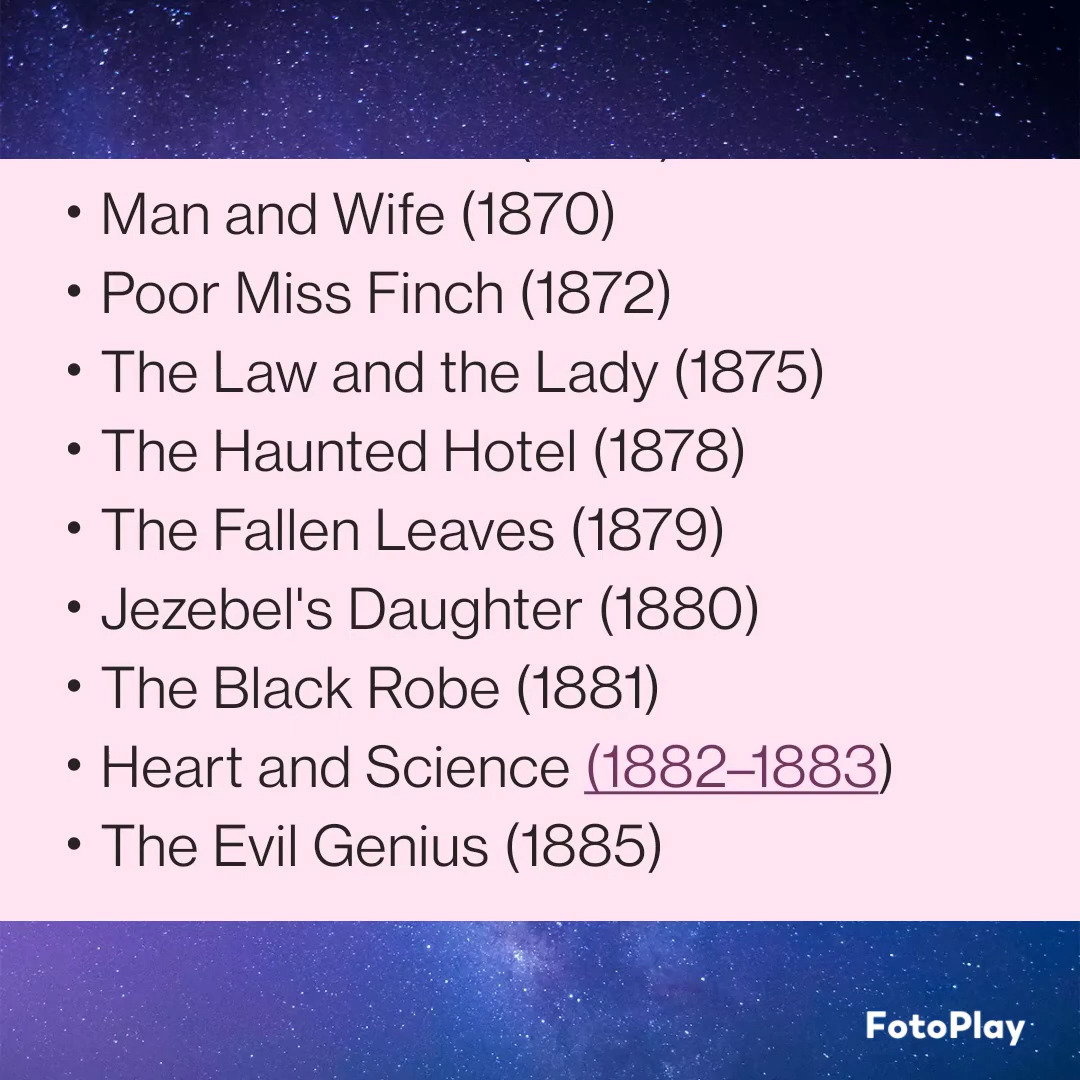 • Man and Wife (1870)
• Poor Miss Finch (1872)
• The Law and the Lady (1875)
• The Haunted Hotel (1878)
• The Fallen Leaves (1879)
• Jezebel's Daughter (1880)
• The Black Robe (1881)
• Heart and Science (1882–1883)
• The Evil Genius (1885)
FotoPlay